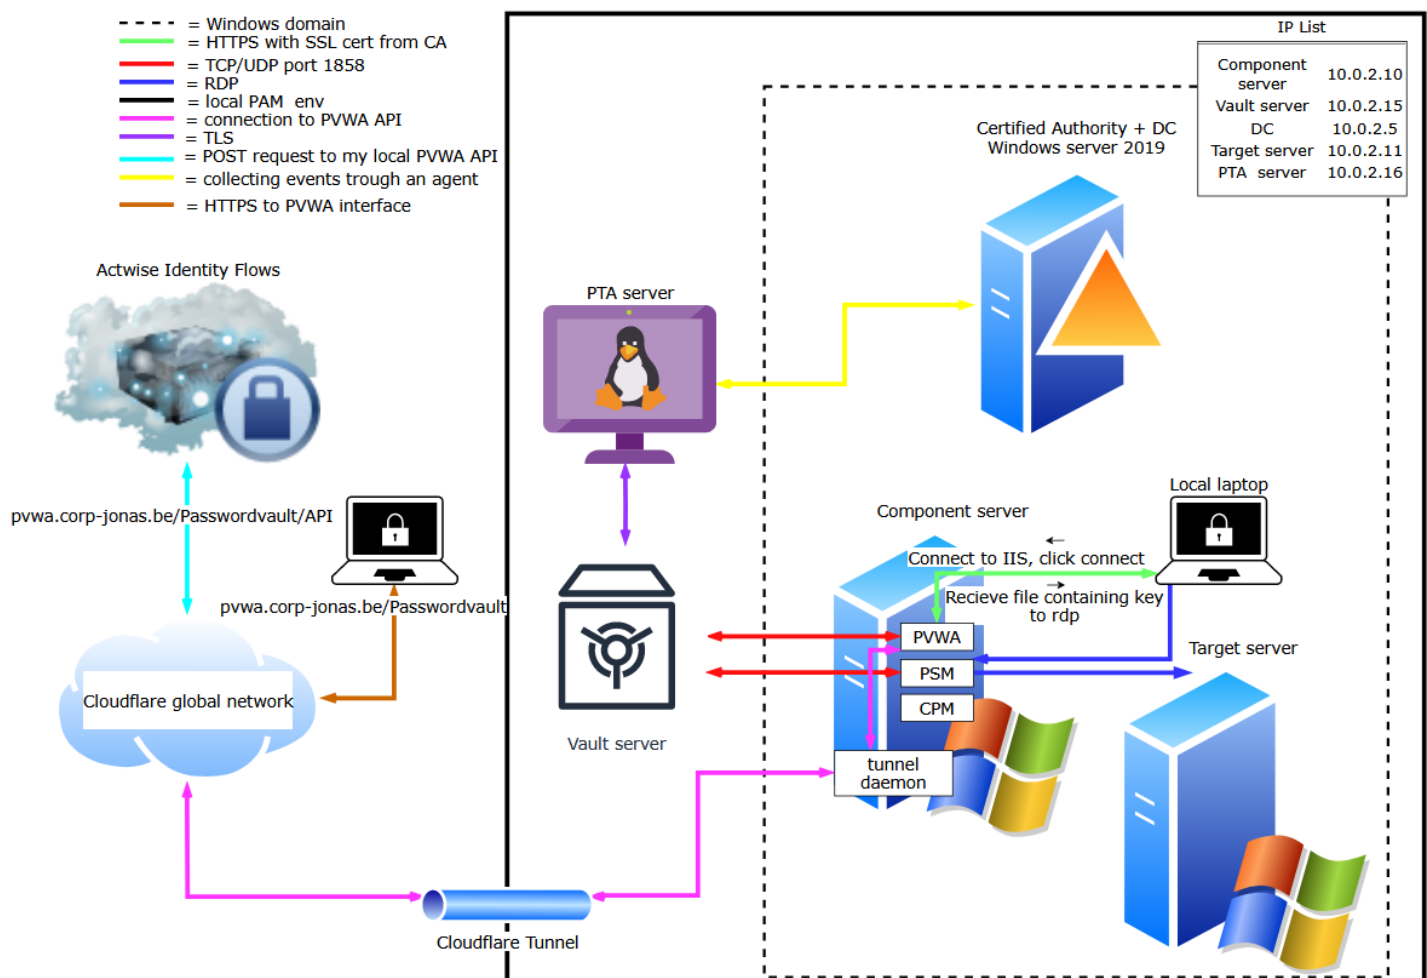 = Windows domain
= HTTPS with SSL cert from CA
= TCP/UDP port 1858
= RDP
= local PAM env
= connection to PVWA API
= TLS
= POST request to my local PVWA API
= collecting events trough an agent
= HTTPS to PVWA interface
IP List
Component server 10.0.2.10
Vault server 10.0.2.15
DC 10.0.2.5
Target server 10.0.2.11
PTA server 10.0.2.16
Certified Authority + DC
Windows server 2019
Actwise Identity Flows
PTA server
pvwa.corp-jonas.be/Passwordvault/API
pvwa.corp-jonas.be/Passwordvault
Cloudflare global network
Vault server
Component server
Local laptop
Connect to IIS, click connect
Recieve file containing key
to rdp
PVWA
PSM
CPM
tunnel
daemon
Target server
Cloudflare Tunnel